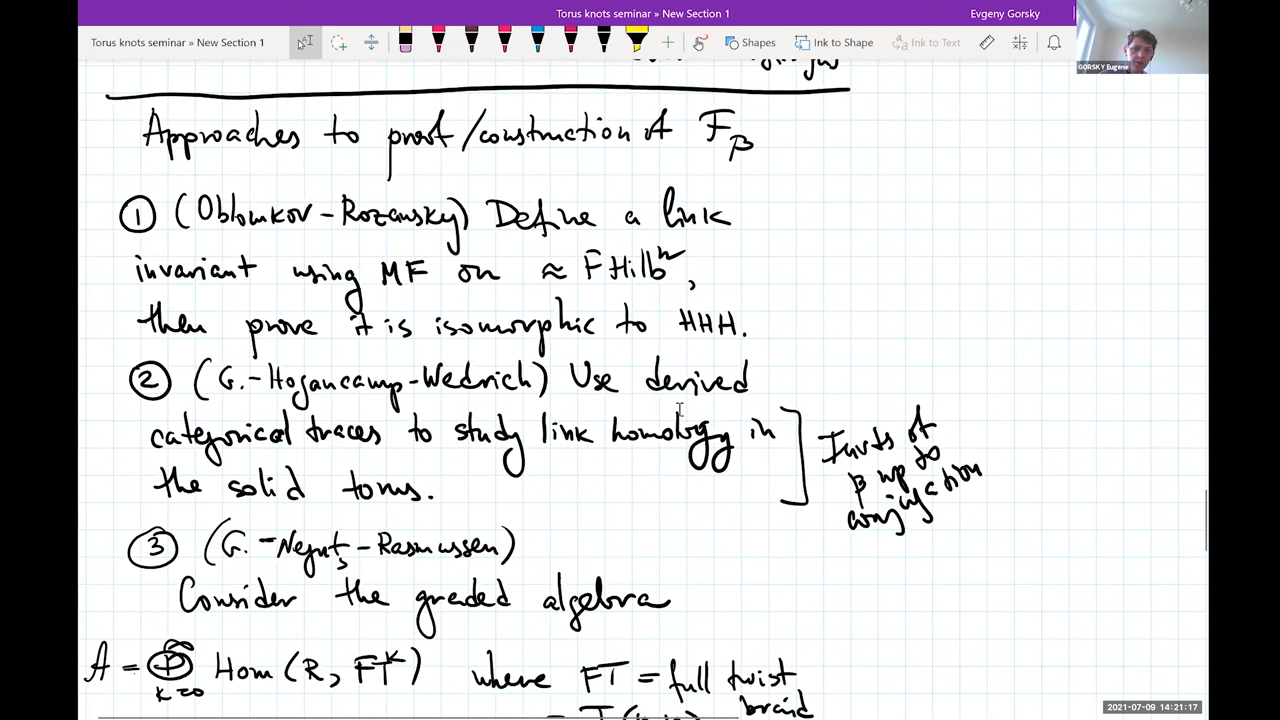 Torus knots seminar » New Section 1
Evgeny Gorsky
Torus knots seminar » New Section 1
Shapes
Ink to Shape
Ink to Text
GORSKY Eugene
Approaches to proof/construction of F_β
① (Oblomkov-Rozansky) Define a link
invariant using MF on ≈ FHilbⁿ,
then prove it is isomorphic to HHH.
② (G.-Hogancamp-Wedrich) Use derived
categorical traces to study link homology in
the solid torus.
Invts of
β up to
conjugation
③ (G.-Neguț-Rasmussen)
Consider the graded algebra
A = ⊕_{k=0}^∞ Hom(R, FT^k) where FT = full twist
braid
2021-07-09 14:21:17